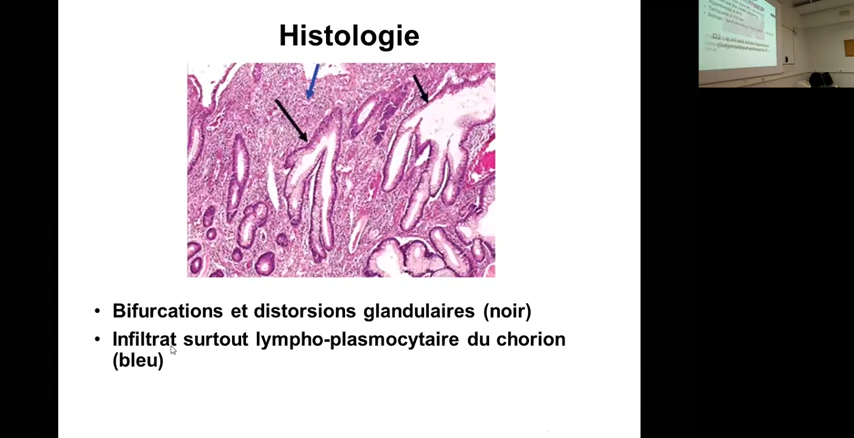 Histologie
• Bifurcations et distorsions glandulaires (noir)
• Infiltrat surtout lympho-plasmocytaire du chorion
(bleu)